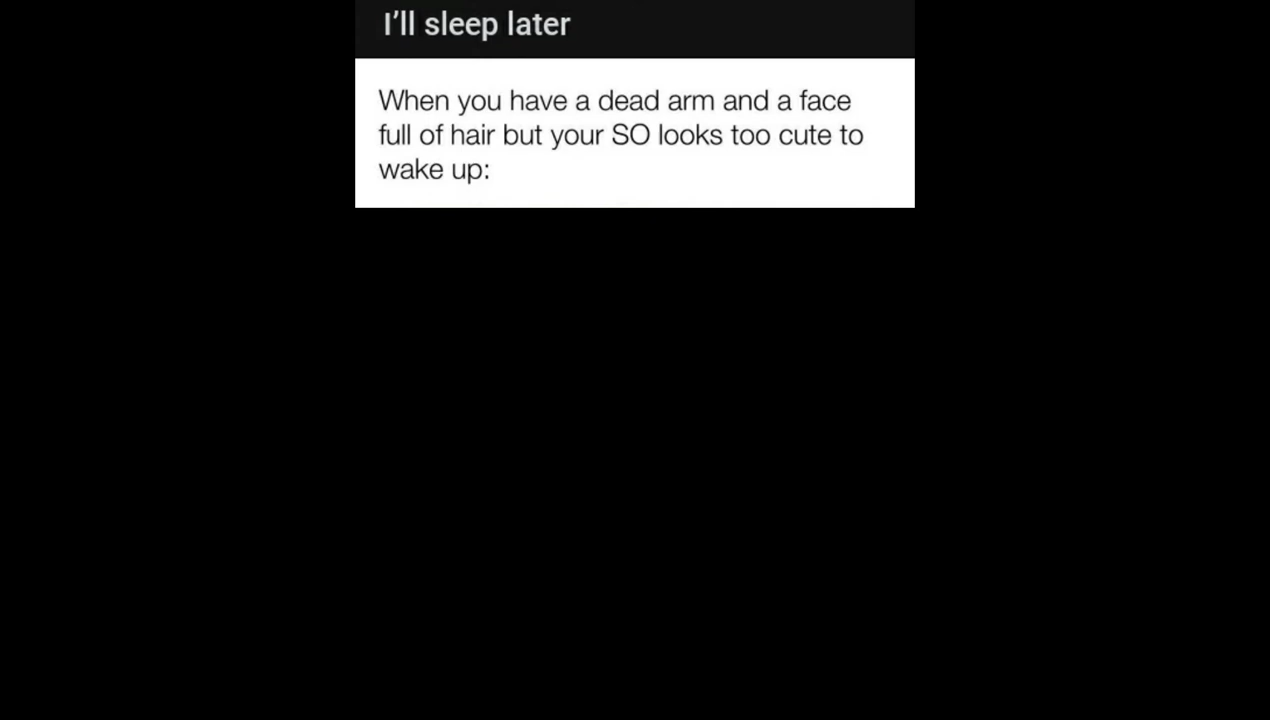 I’ll sleep later
When you have a dead arm and a face
full of hair but your SO looks too cute to
wake up: